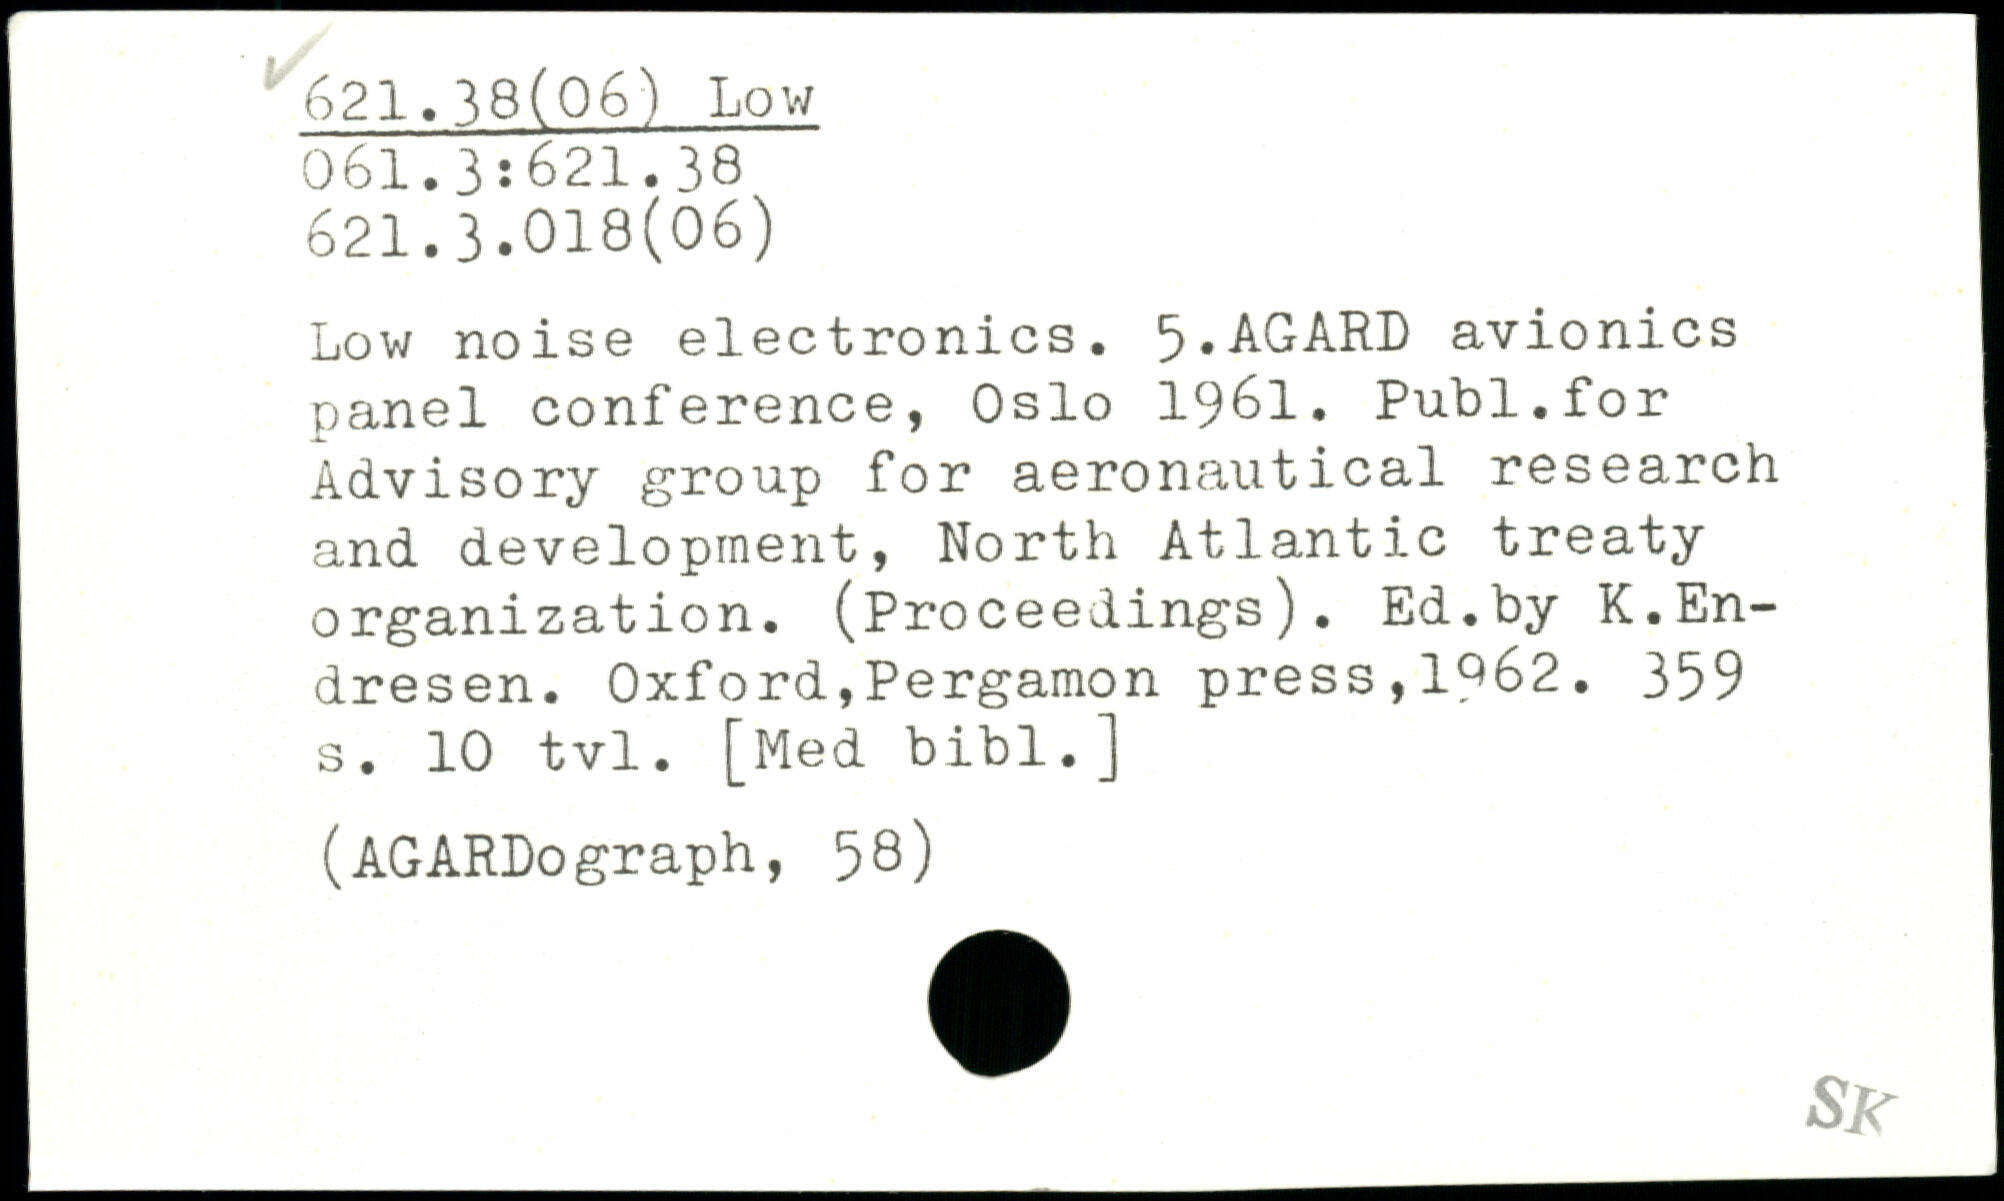 621.38(06) Low
061.3:621.38
621.3.018(06)
Low noise electronics. 5.AGARD avionics
panel conference, Oslo 1961. Publ.for
Advisory group for aeronautical research
and development, North Atlantic treaty
organization. (Proceedings). Ed.by K.En-
dresen. Oxford,Pergamon press,1962. 359
s. 10 tvl. [Med bibl.]
(AGARDograph, 58)
SK